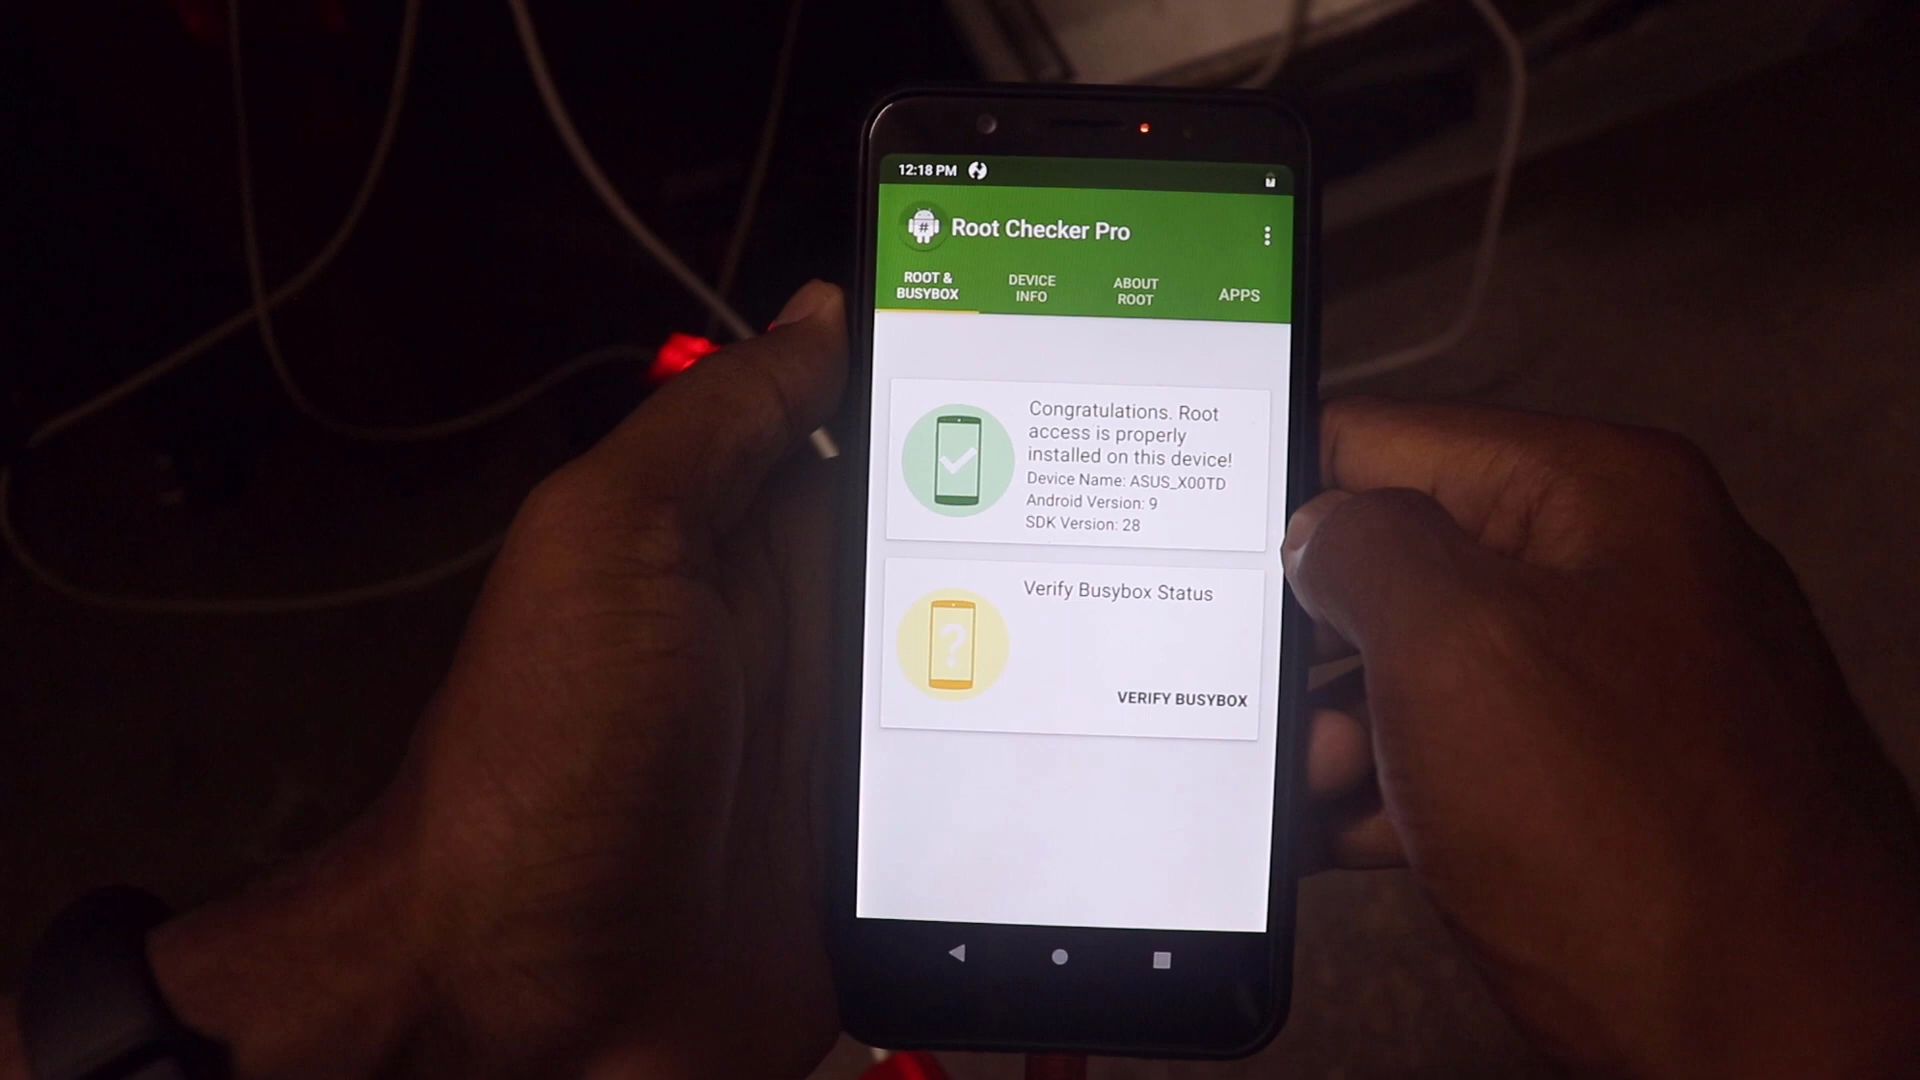 12:18 PM
#
Root Checker Pro
ROOT &
BUSYBOX
DEVICE
INFO
ABOUT
ROOT
APPS
Congratulations. Root
access is properly
installed on this device!
Device Name: ASUS_X00TD
Android Version: 9
SDK Version: 28
Verify Busybox Status
?
VERIFY BUSYBOX